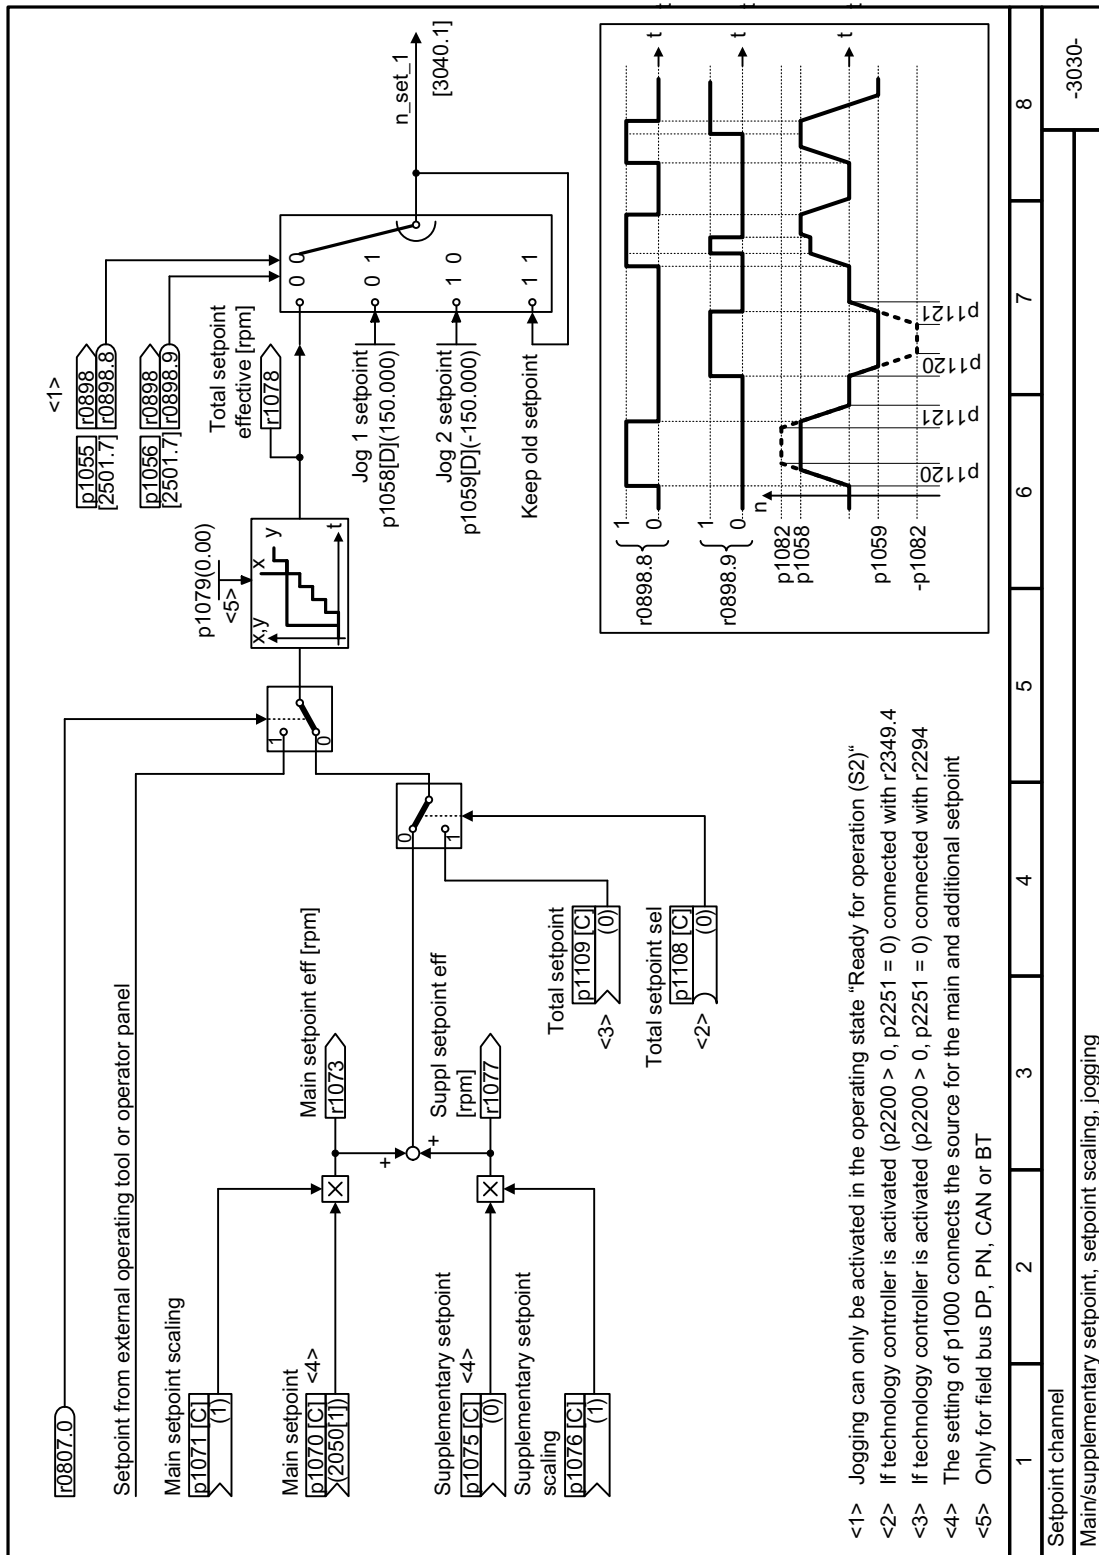 r0807.0
Setpoint from external operating tool or operator panel
Main setpoint scaling
p1071 [C]
(1)
Main setpoint
p1070 [C] <4>
(2050[1])
Supplementary setpoint
p1075 [C] <4>
(0)
Supplementary setpoint
scaling
p1076 [C]
(1)
Main setpoint eff [rpm]
r1073
+
+
Suppl setpoint eff
[rpm]
r1077
Total setpoint
p1109 [C]
(0)
<3>
Total setpoint sel
p1108 [C]
(0)
<2>
0
1
1
0
p1079(0.00)
<5>
x,y
x
y
t
<1>
p1055 r0898
[2501.7] r0898.8
p1056 r0898
[2501.7] r0898.9
Total setpoint
effective [rpm]
r1078
0 0
0 1
1 0
1 1
Jog 1 setpoint
p1058[D](150.000)
Jog 2 setpoint
p1059[D](-150.000)
Keep old setpoint
n_set_1
[3040.1]
r0898.8
1
0
t
r0898.9
1
0
t
n
p1082
p1058
p1059
-p1082
t
p1120
p1121
p1120
p1121
<1> Jogging can only be activated in the operating state “Ready for operation (S2)“
<2> If technology controller is activated (p2200 > 0, p2251 = 0) connected with r2349.4
<3> If technology controller is activated (p2200 > 0, p2251 = 0) connected with r2294
<4> The setting of p1000 connects the source for the main and additional setpoint
<5> Only for field bus DP, PN, CAN or BT
1 2 3 4 5 6 7 8
Setpoint channel
Main/supplementary setpoint, setpoint scaling, jogging
-3030-